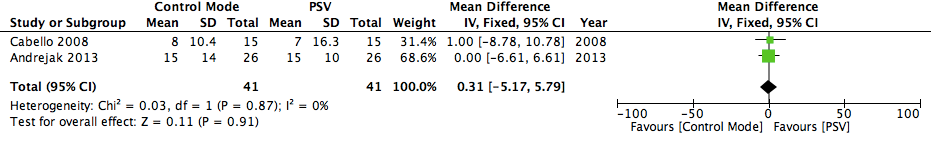 Control Mode PSV Mean Difference Mean Difference
Study or Subgroup Mean SD Total Mean SD Total Weight IV, Fixed, 95% CI Year IV, Fixed, 95% CI
Cabello 2008 8 10.4 15 7 16.3 15 31.4% 1.00 [-8.78, 10.78] 2008
Andrejak 2013 15 14 26 15 10 26 68.6% 0.00 [-6.61, 6.61] 2013
Total (95% CI) 41 41 100.0% 0.31 [-5.17, 5.79]
Heterogeneity: Chi² = 0.03, df = 1 (P = 0.87); I² = 0%
Test for overall effect: Z = 0.11 (P = 0.91)
-100 -50 0 50 100
Favours [Control Mode] Favours [PSV]